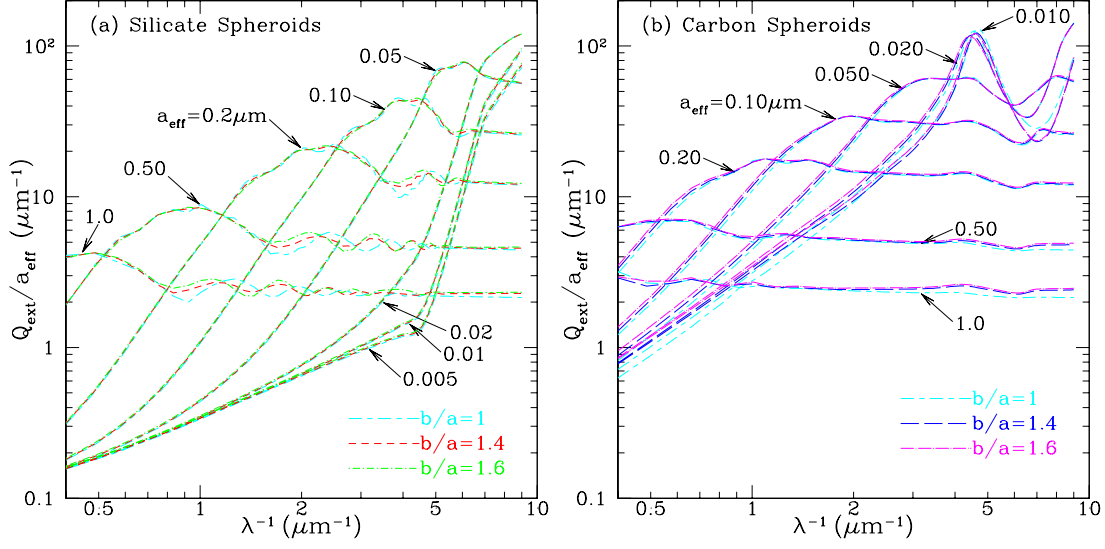 (a) Silicate Spheroids
0.05
0.10
a_eff=0.2μm
0.50
1.0
0.02
0.01
0.005
b/a=1
b/a=1.4
b/a=1.6
10²
10
1
0.1
Q_ext/a_eff (μm⁻¹)
0.5 1 2 5 10
λ⁻¹ (μm⁻¹)
(b) Carbon Spheroids
0.010
0.020
0.050
a_eff=0.10μm
0.20
0.50
1.0
b/a=1
b/a=1.4
b/a=1.6
10²
10
1
0.1
Q_ext/a_eff (μm⁻¹)
0.5 1 2 5 10
λ⁻¹ (μm⁻¹)